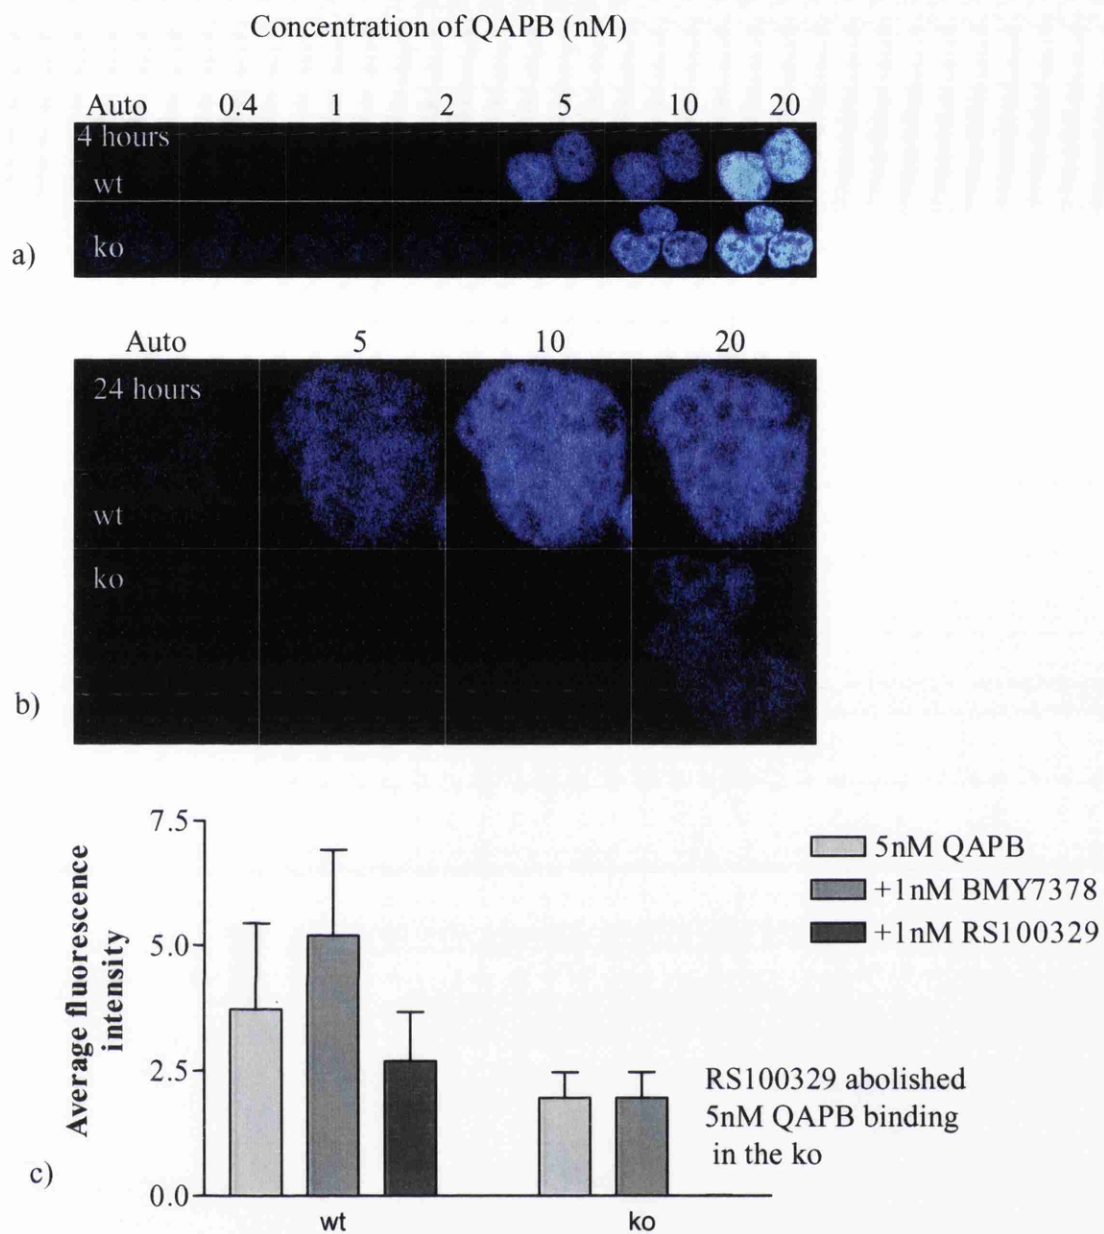 Concentration of QAPB (nM)
Auto 0.4 1 2 5 10 20
4 hours
wt
ko
a)
Auto 5 10 20
24 hours
wt
ko
b)
7.5
5.0
2.5
0.0
Average fluorescence
intensity
5nM QAPB
+1nM BMY7378
+1nM RS100329
RS100329 abolished
5nM QAPB binding
in the ko
c)
wt ko